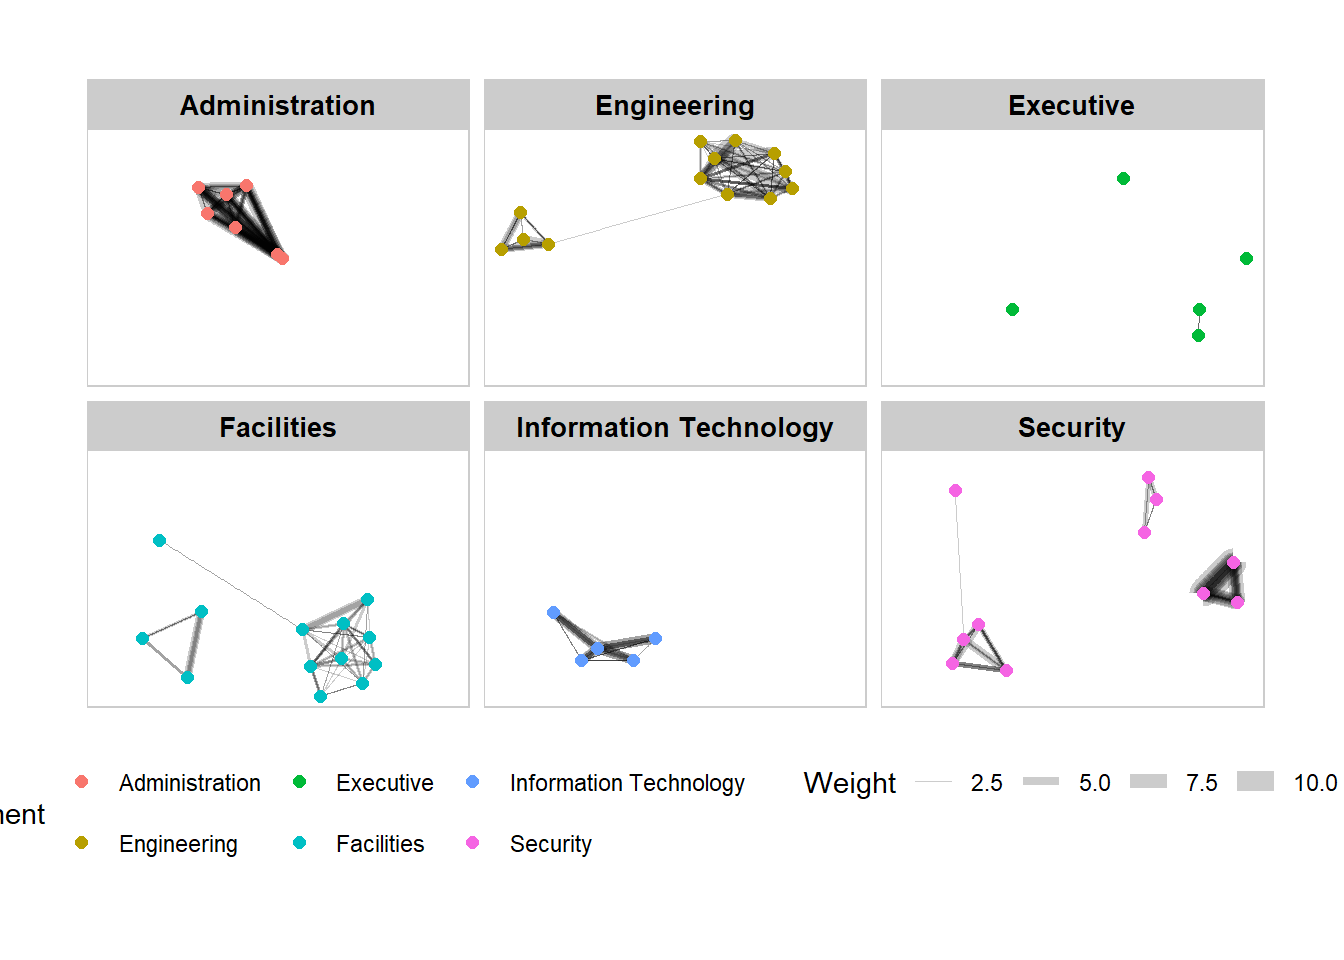 Administration
Engineering
Executive
Facilities
Information Technology
Security
Administration
Executive
Information Technology
Weight
2.5
5.0
7.5
10.0
nent
Engineering
Facilities
Security